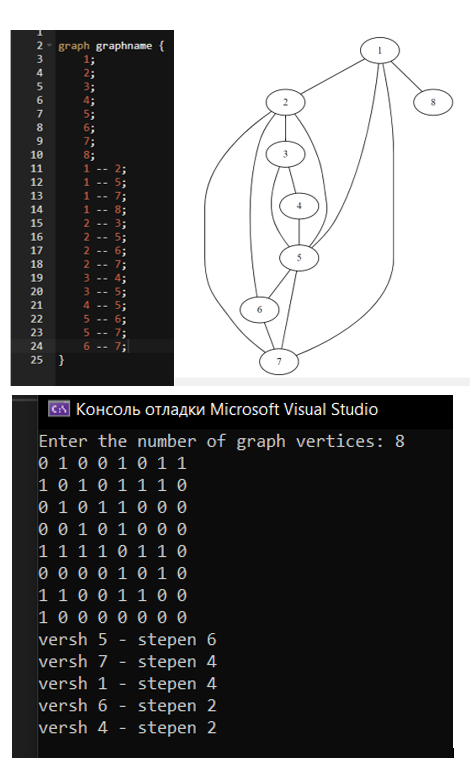 1
2 graph graphname {
3 1;
4 2;
5 3;
6 4;
7 5;
8 6;
9 7;
10 8;
11 1 -- 2;
12 1 -- 5;
13 1 -- 7;
14 1 -- 8;
15 2 -- 3;
16 2 -- 5;
17 2 -- 6;
18 2 -- 7;
19 3 -- 4;
20 3 -- 5;
21 4 -- 5;
22 5 -- 6;
23 5 -- 7;
24 6 -- 7;
25 }
1
2
8
3
4
5
6
7
C:\ Консоль отладки Microsoft Visual Studio
Enter the number of graph vertices: 8
0 1 0 0 1 0 1 1
1 0 1 0 1 1 1 0
0 1 0 1 1 0 0 0
0 0 1 0 1 0 0 0
1 1 1 1 0 1 1 0
0 0 0 0 1 0 1 0
1 1 0 0 1 1 0 0
1 0 0 0 0 0 0 0
versh 5 - stepen 6
versh 7 - stepen 4
versh 1 - stepen 4
versh 6 - stepen 2
versh 4 - stepen 2